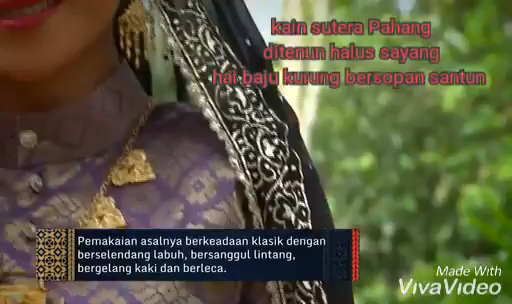 kain sutera Pahang
ditenun halus sayang
hai baju kurung bersopan santun
Pemakaian asalnya berkeadaan klasik dengan
berselendang labuh, bersanggul lintang,
bergelang kaki dan berleca.
Made With
VivaVideo